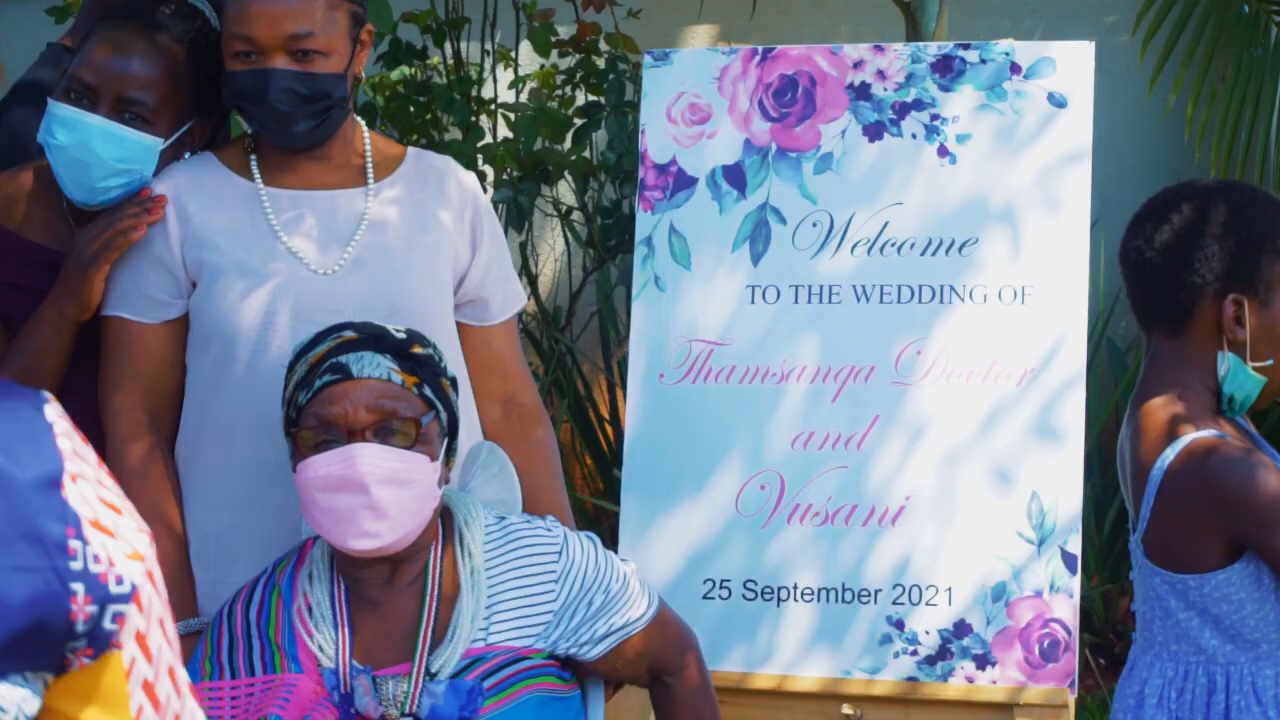 Welcome
TO THE WEDDING OF
Thamsanqa Doctor
and
Vusani
25 September 2021